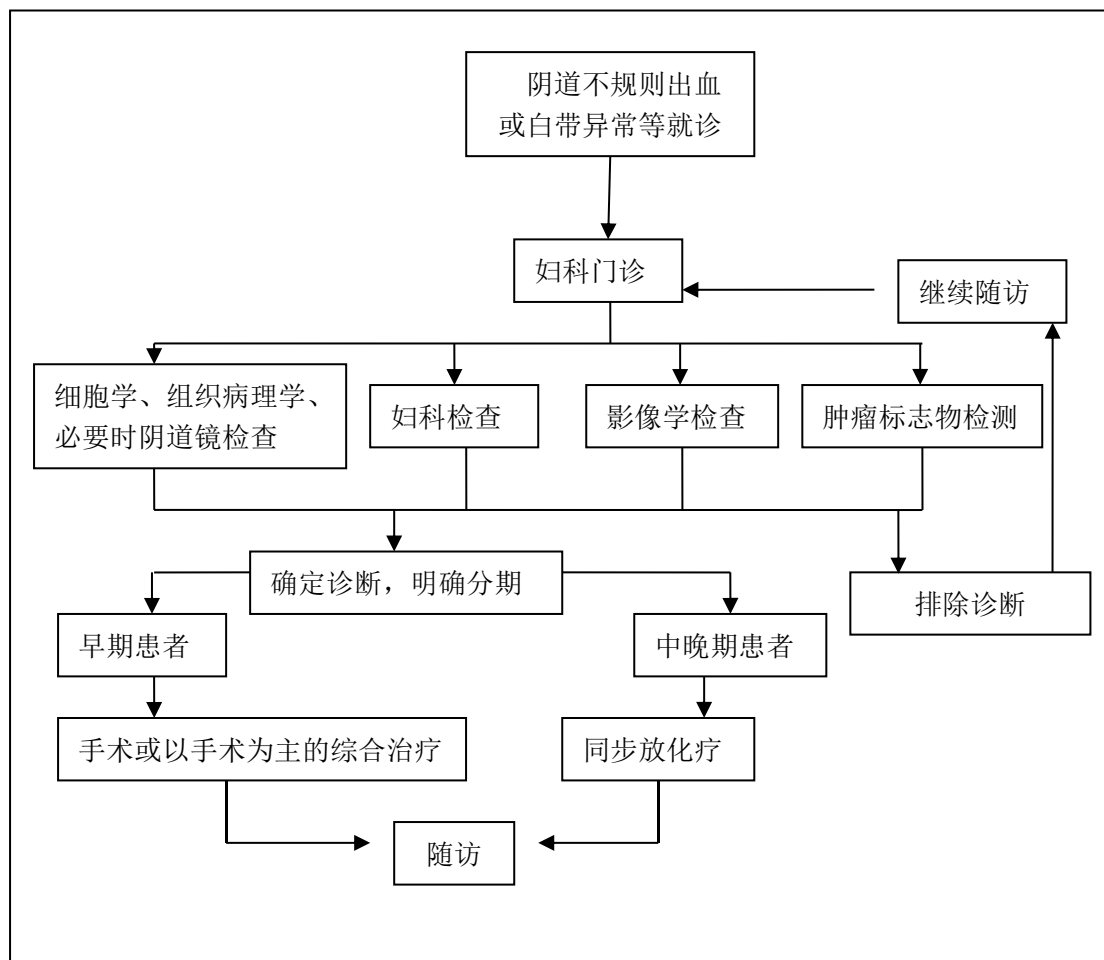 阴道不规则出血
或白带异常等就诊
妇科门诊
继续随访
细胞学、组织病理学、
必要时阴道镜检查
妇科检查
影像学检查
肿瘤标志物检测
确定诊断，明确分期
排除诊断
早期患者
中晚期患者
手术或以手术为主的综合治疗
同步放化疗
随访